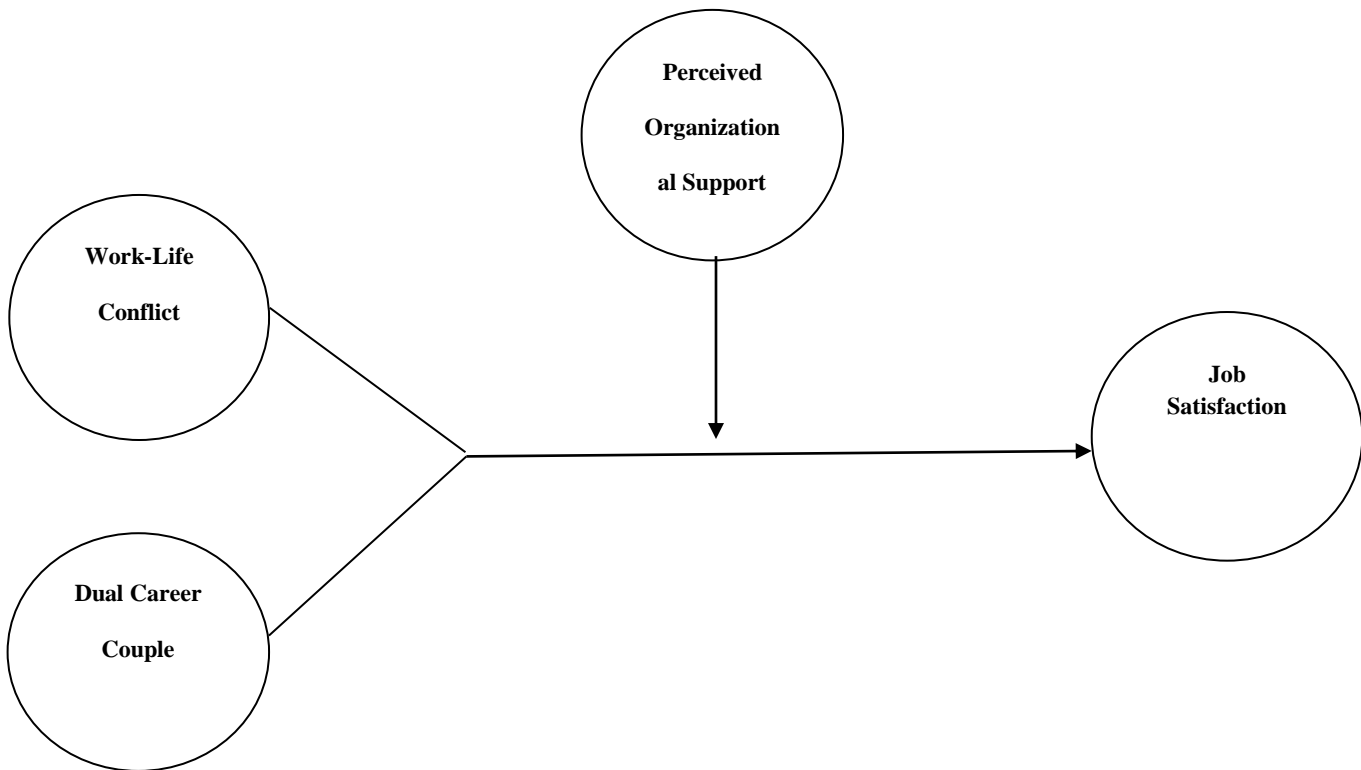 Perceived
Organization
al Support
Work-Life
Conflict
Job
Satisfaction
Dual Career
Couple